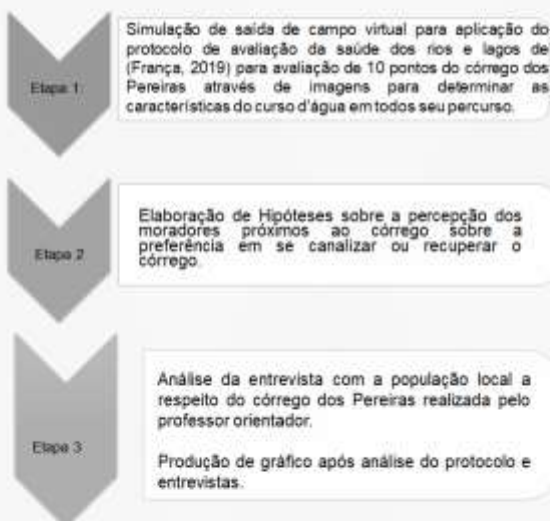 Etapa 1:
Simulação de saída de campo virtual para aplicação do
protocolo de avaliação da saúde dos rios e lagos de
(França, 2019) para avaliação de 10 pontos do córrego dos
Pereiras através de imagens para determinar as
características do curso d'água em todos seu percurso.
Etapa 2
Elaboração de Hipóteses sobre a percepção dos
moradores próximos ao córrego sobre a
preferência em se canalizar ou recuperar o
córrego.
Etapa 3
Análise da entrevista com a população local a
respeito do córrego dos Pereiras realizada pelo
professor orientador.
Produção de gráfico após análise do protocolo e
entrevistas.